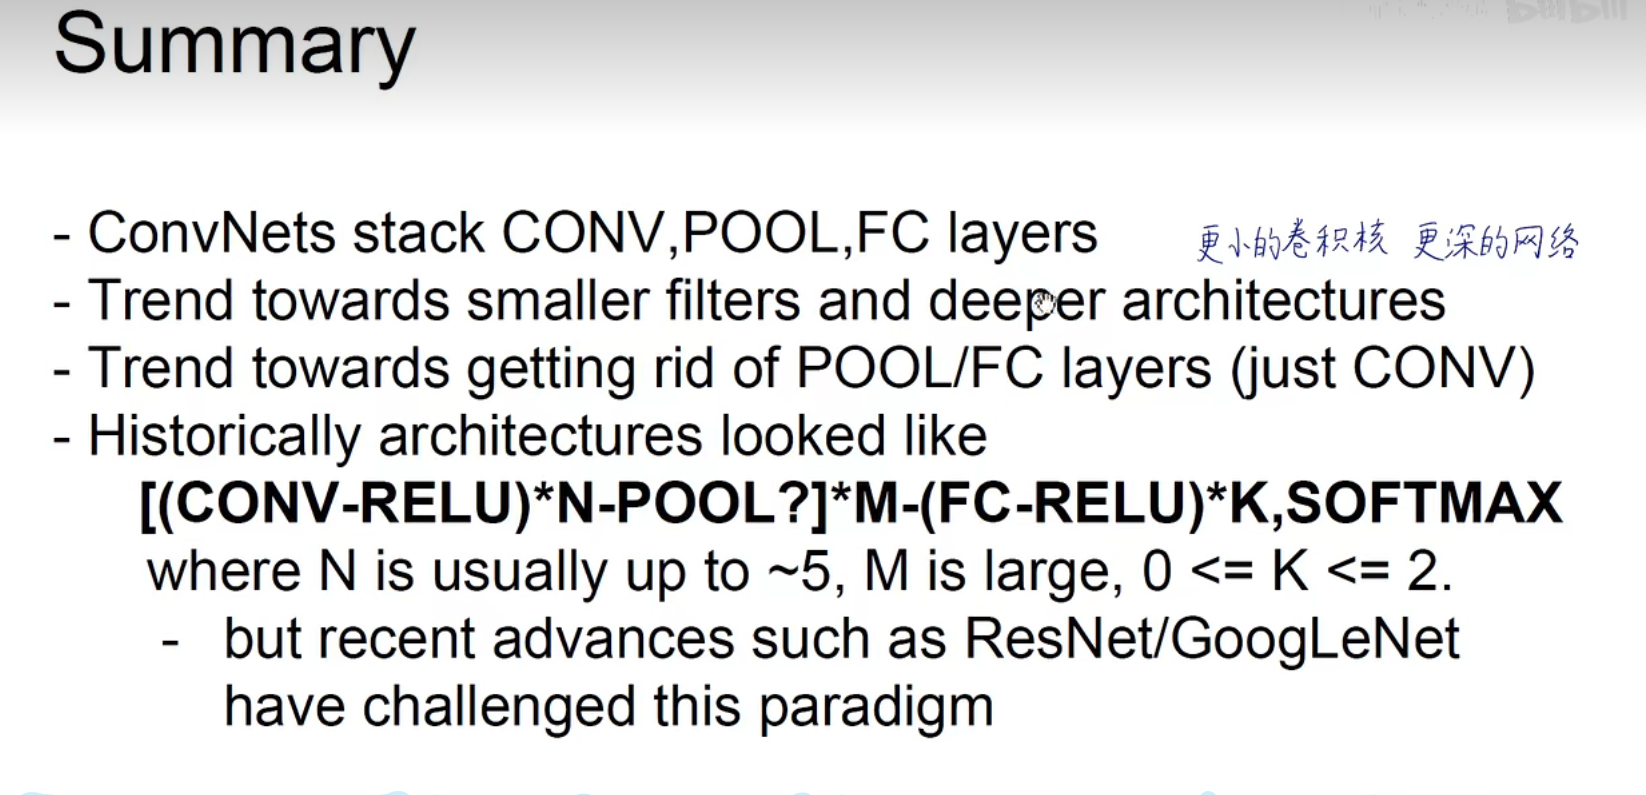 Summary
- ConvNets stack CONV,POOL,FC layers
更小的卷积核 更深的网络
- Trend towards smaller filters and deeper architectures
- Trend towards getting rid of POOL/FC layers (just CONV)
- Historically architectures looked like
[(CONV-RELU)*N-POOL?]*M-(FC-RELU)*K,SOFTMAX
where N is usually up to ~5, M is large, 0 <= K <= 2.
- but recent advances such as ResNet/GoogLeNet
have challenged this paradigm